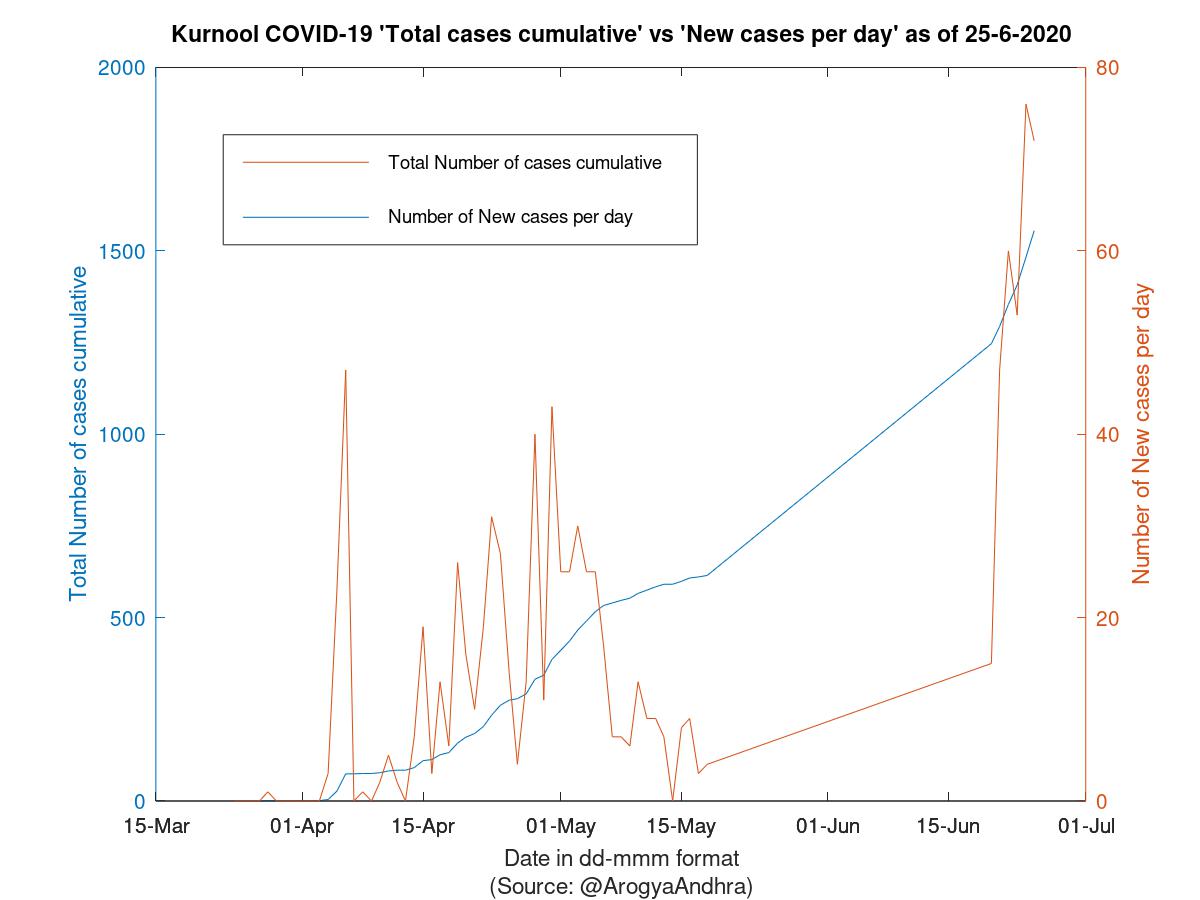 Kurnool COVID-19 'Total cases cumulative' vs 'New cases per day' as of 25-6-2020
2000
1500
1000
500
0
Total Number of cases cumulative
80
60
40
20
0
Number of New cases per day
Total Number of cases cumulative
Number of New cases per day
15-Mar 01-Apr 15-Apr 01-May 15-May 01-Jun 15-Jun 01-Jul
Date in dd-mmm format
(Source: @ArogyaAndhra)